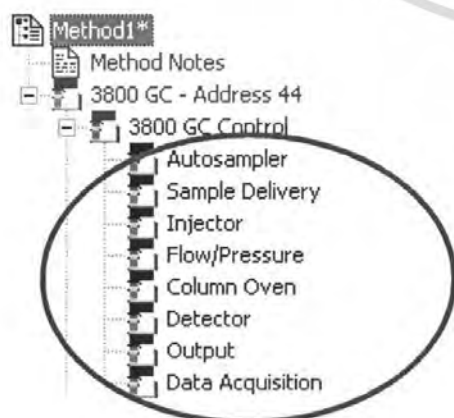 Method1*
Method Notes
3800 GC - Address 44
3800 GC Control
Autosampler
Sample Delivery
Injector
Flow/Pressure
Column Oven
Detector
Output
Data Acquisition